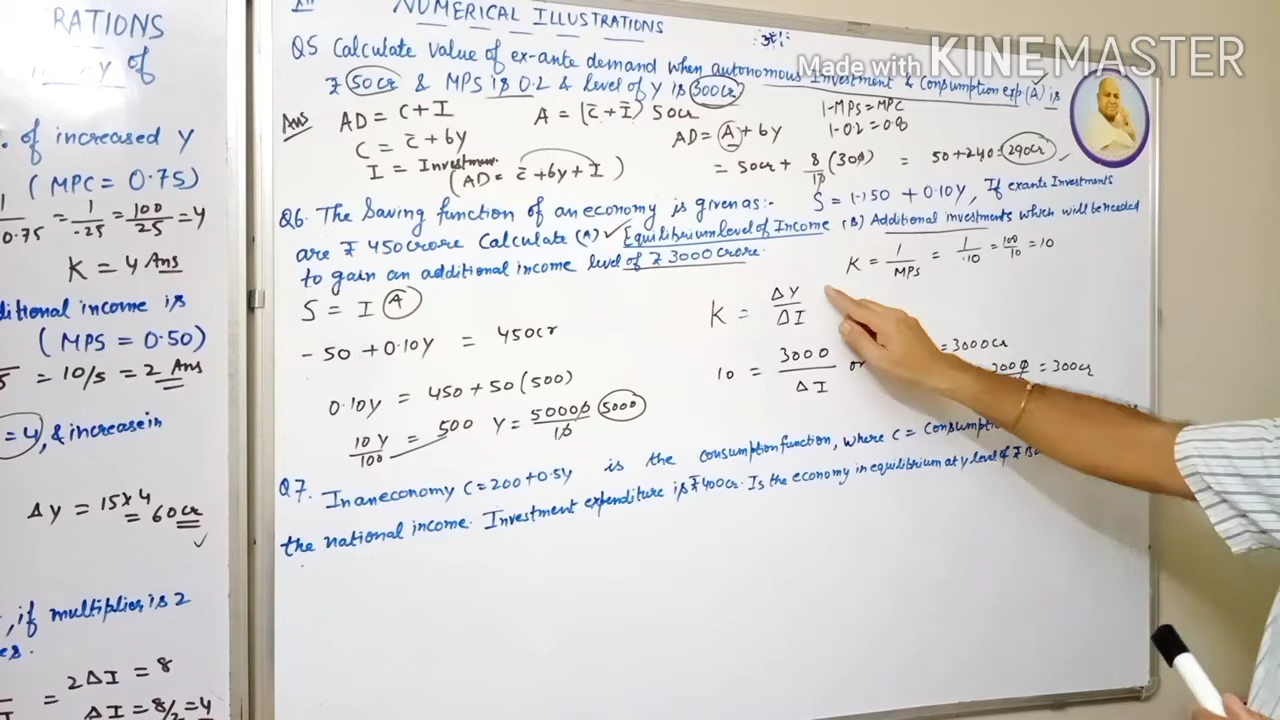 RATIONS
of
. of increased Y
(MPC = 0.75)
1/0.75 = 1/.25 = 100/25 = 4
K = 4 Ans
ditional income is
(MPS = 0.50)
= 10/5 = 2 Ans
= 4), & increase in
ΔY = 15 x 4
= 60cr
, if multiplier is 2
es.
= 2ΔI = 8
ΔI = 8/2 = 4
NUMERICAL ILLUSTRATIONS
Made with KINEMASTER
Q5 Calculate value of ex-ante demand when autonomous Investment & Consumption exp (A) is
₹ 50cr & MPS is 0.2 & level of Y is 300cr
Ans AD = C + I A = (c̄ + Ī) 50cr 1-MPS = MPC
C = c̄ + by AD = A + by 1-0.2 = 0.8
I = Investment = 50cr + 8/10 (300) = 50 + 240 = 290cr
(AD = c̄ + by + I)
Q6. The Saving function of an economy is given as:- S = (-) 50 + 0.10Y, If exante Investments
are ₹ 450 crore Calculate (A) Equilibrium level of Income (B) Additional investments which will be needed
to gain an additional income level of ₹ 3000 crore.
K = 1/MPS = 1/.10 = 100/10 = 10
S = I (A)
K = ΔY/ΔI
-50 + 0.10Y = 450cr
10 = 3000/ΔI or = 3000cr
= 3000 = 300cr
0.10Y = 450 + 50 (500)
10Y/100 = 500 Y = 50000/10 5000
Q7. In an economy C = 200 + 0.5Y is the consumption function, where C = Consumpti
the national income. Investment expenditure is ₹ 400cr. Is the economy in equilibrium at Y level of ₹